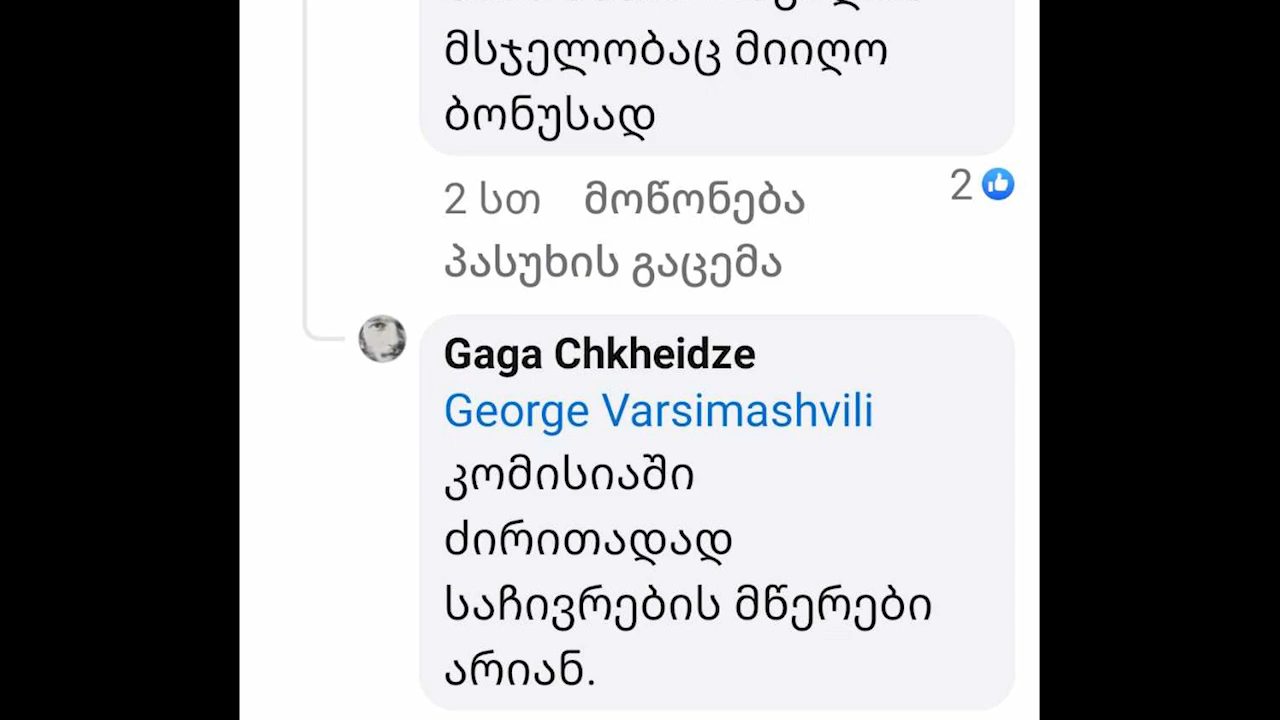 მსჯელობაც მიიღო
ბონუსად
2 სთ მოწონება
2
პასუხის გაცემა
Gaga Chkheidze
George Varsimashvili
კომისიაში
ძირითადად
საჩივრების მწერები
არიან.